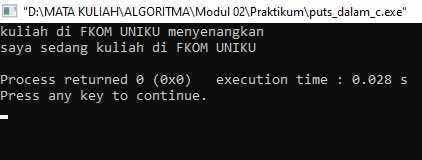 "D:\MATA KULIAH\ALGORITMA\Modul 02\Praktikum\puts_dalam_c.exe"
kuliah di FKOM UNIKU menyenangkan
saya sedang kuliah di FKOM UNIKU
Process returned 0 (0x0)   execution time : 0.028 s
Press any key to continue.